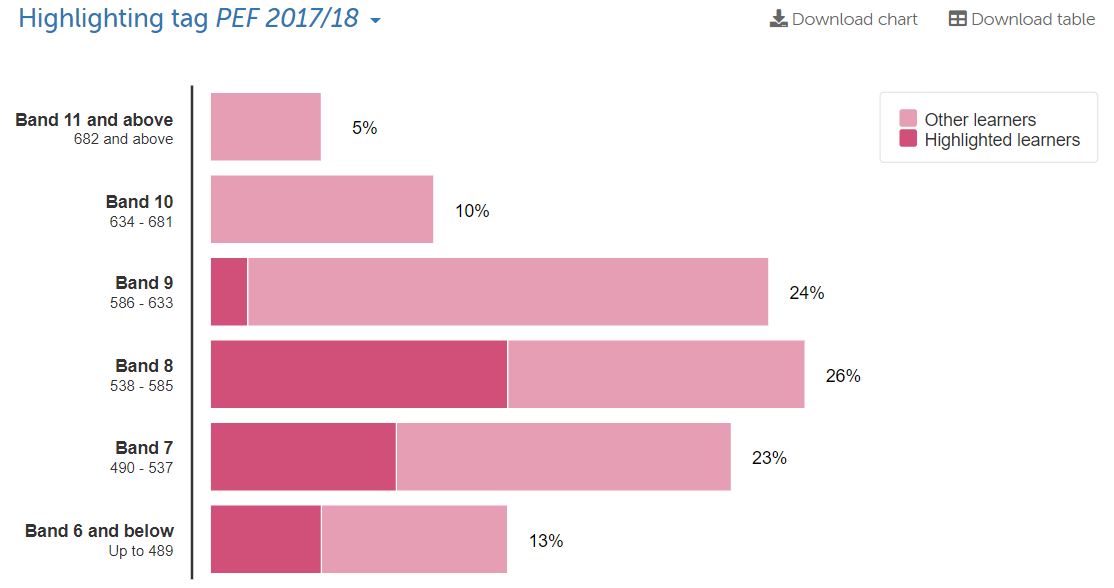 Highlighting tag PEF 2017/18
Download chart
Download table
Other learners
Highlighted learners
Band 11 and above
682 and above
5%
Band 10
634 - 681
10%
Band 9
586 - 633
24%
Band 8
538 - 585
26%
Band 7
490 - 537
23%
Band 6 and below
Up to 489
13%